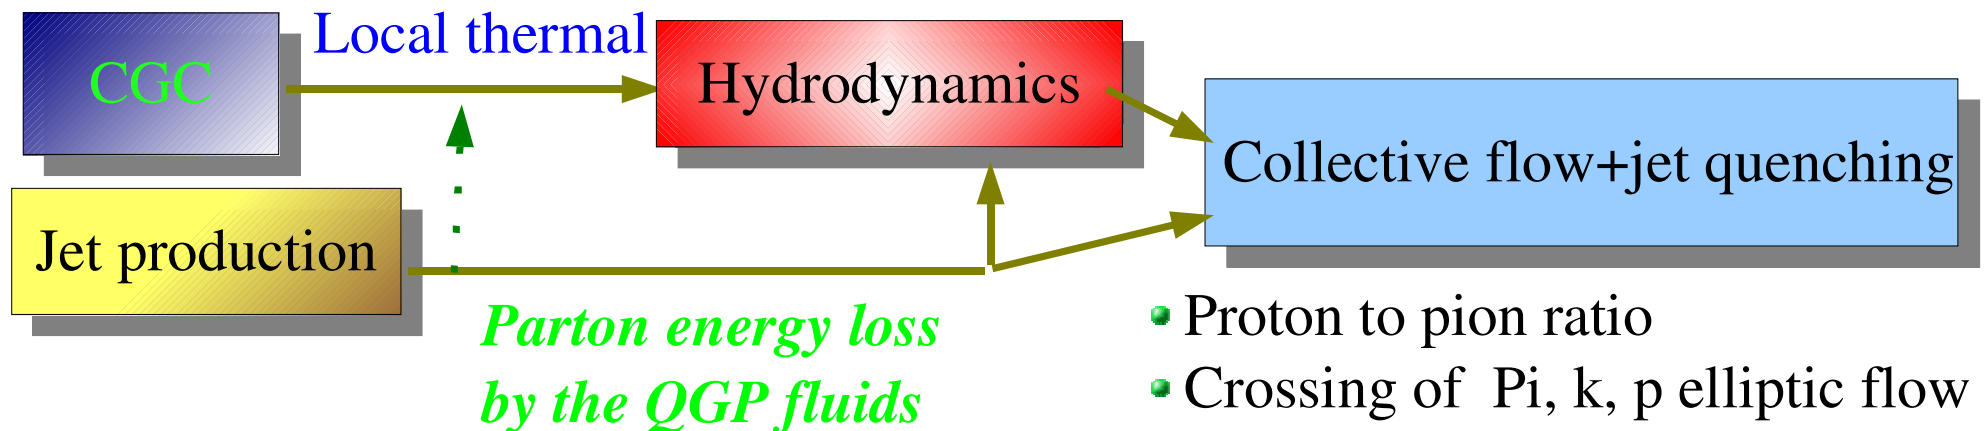 CGC
Local thermal
Hydrodynamics
Collective flow+jet quenching
Jet production
Parton energy loss
by the QGP fluids
Proton to pion ratio
Crossing of Pi, k, p elliptic flow